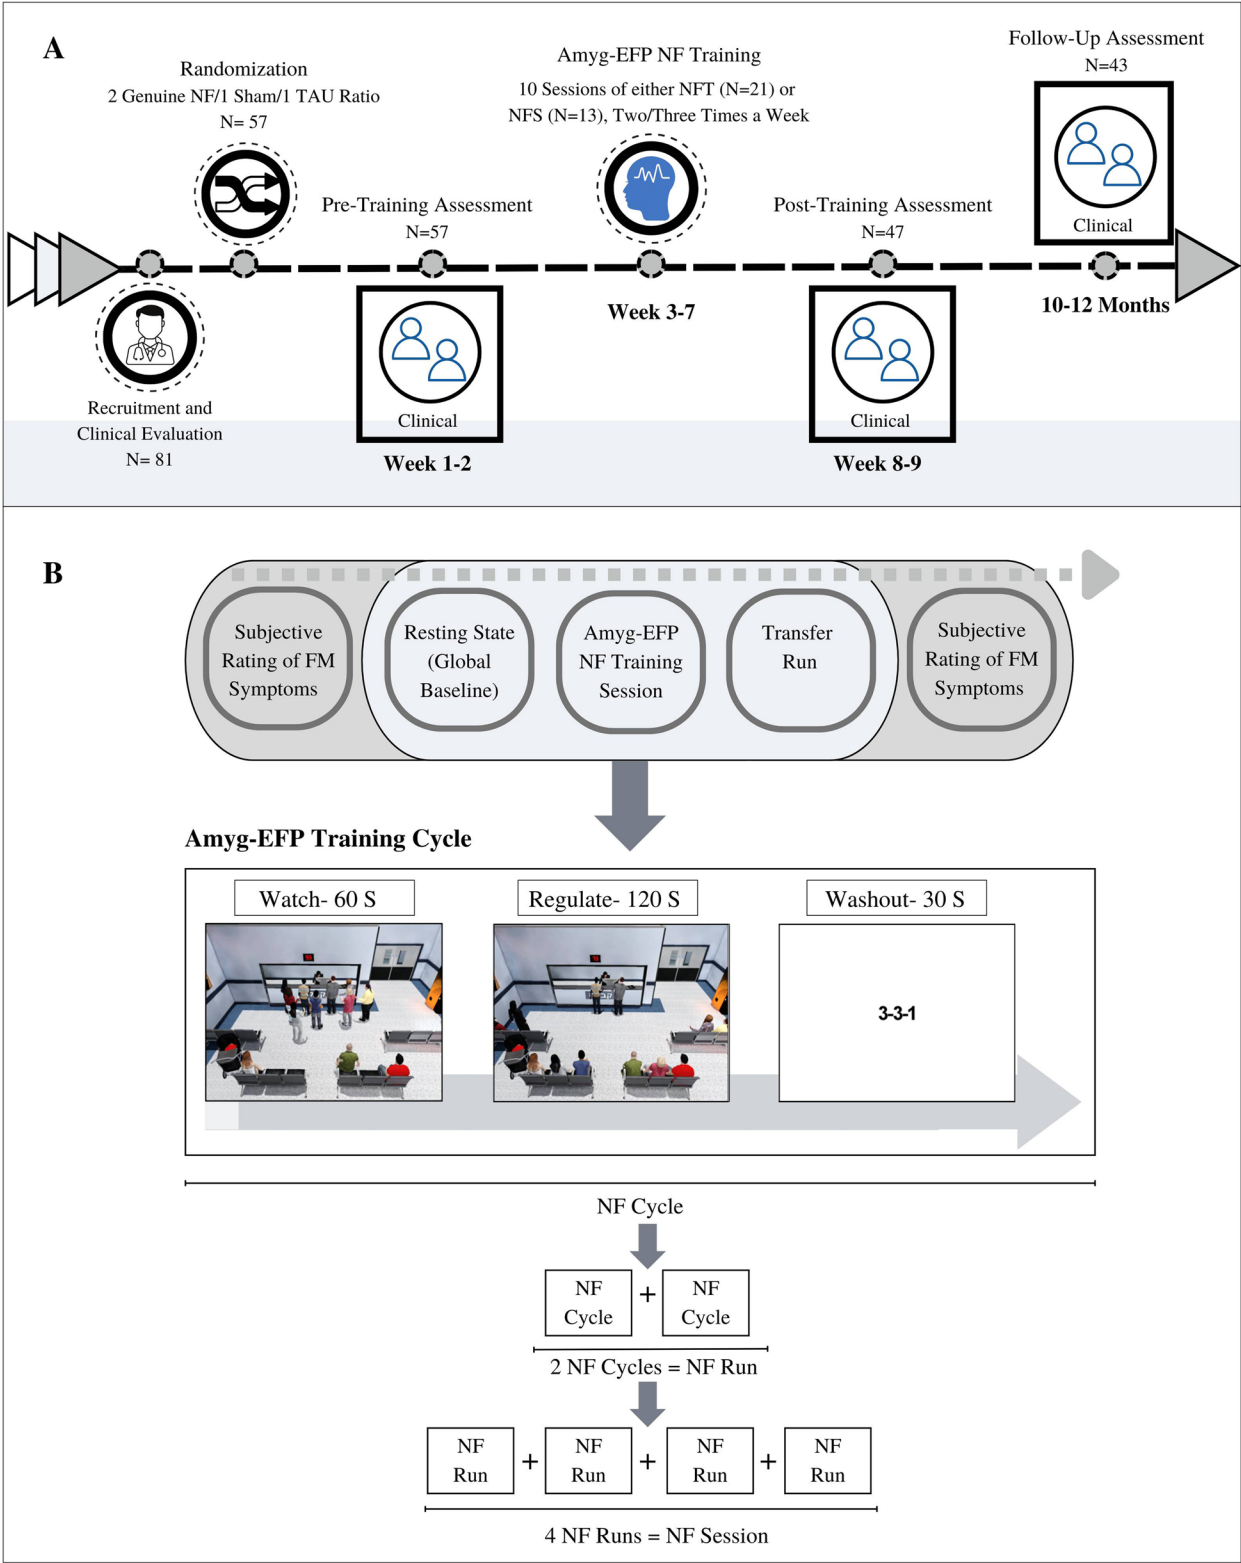 A
Randomization
2 Genuine NF/1 Sham/1 TAU Ratio
N= 57
Amyg-EFP NF Training
10 Sessions of either NFT (N=21) or
NFS (N=13), Two/Three Times a Week
Follow-Up Assessment
N=43
Clinical
Pre-Training Assessment
N=57
Post-Training Assessment
N=47
Week 3-7
10-12 Months
Recruitment and
Clinical Evaluation
N= 81
Clinical
Week 1-2
Clinical
Week 8-9
B
Subjective
Rating of FM
Symptoms
Resting State
(Global
Baseline)
Amyg-EFP
NF Training
Session
Transfer
Run
Subjective
Rating of FM
Symptoms
Amyg-EFP Training Cycle
Watch- 60 S
Regulate- 120 S
Washout- 30 S
3-3-1
NF Cycle
NF
Cycle
+
NF
Cycle
2 NF Cycles = NF Run
NF
Run
+
NF
Run
+
NF
Run
+
NF
Run
4 NF Runs = NF Session